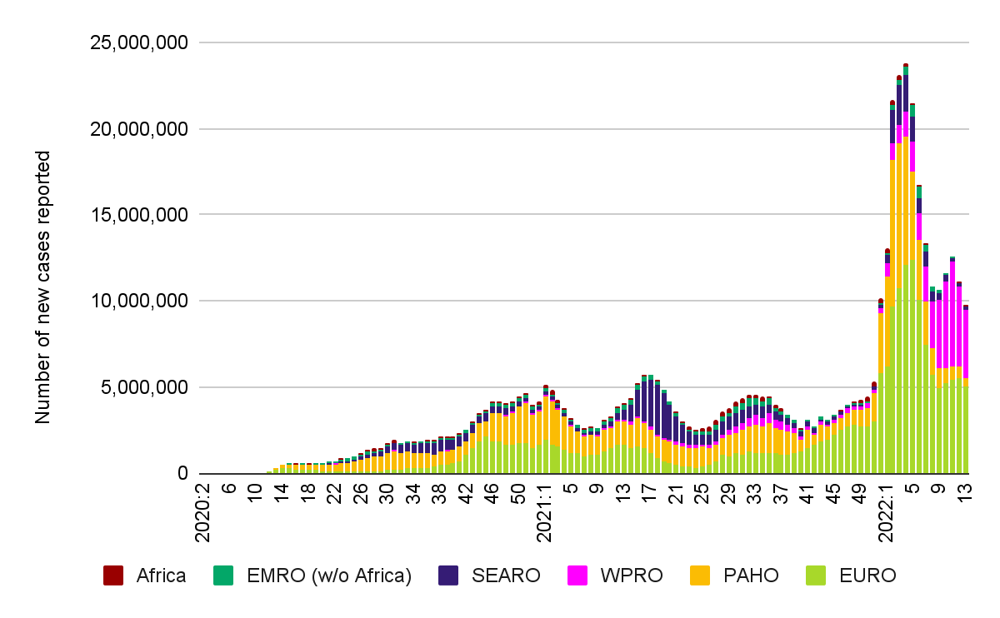 Number of new cases reported
25,000,000
20,000,000
15,000,000
10,000,000
5,000,000
0
2020:2 6 10 14 18 22 26 30 34 38 42 46 50 2021:1 5 9 13 17 21 25 29 33 37 41 45 49 2022:1 5 9 13
Africa EMRO (w/o Africa) SEARO WPRO PAHO EURO